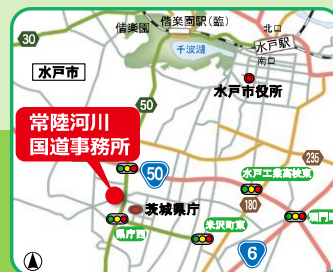 偕楽園
偕楽園駅(臨)
北口
水戸駅
南口
千波湖
30
水戸市
水戸市役所
50
常陸河川
国道事務所
235
50
水戸工業高校東
茨城県庁
180
県庁西
米沢町東
6